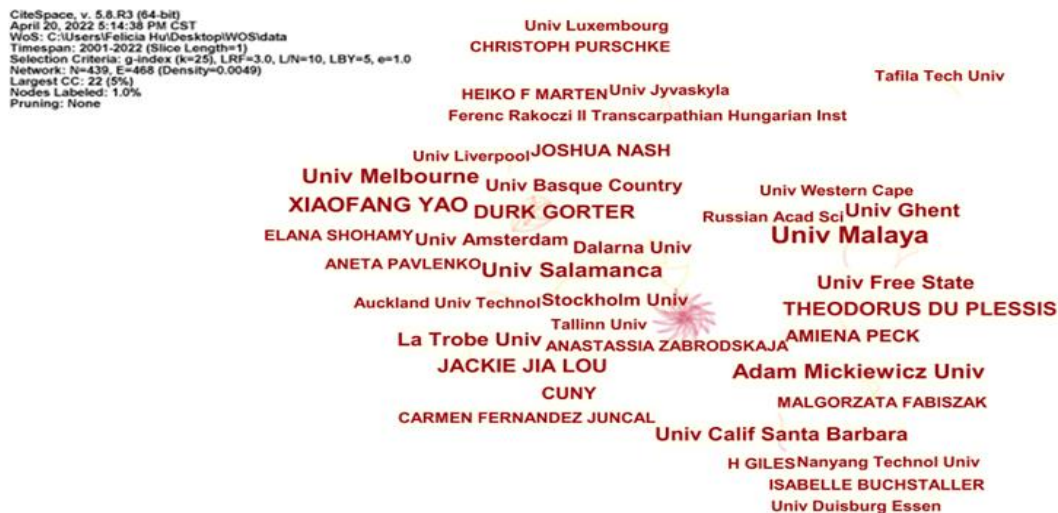 CiteSpace, v. 5.8.R3 (64-bit)
April 20, 2022 5:14:38 PM CST
WoS: C:\Users\Felicia Hu\Desktop\WOS\data
Timespan: 2001-2022 (Slice Length=1)
Selection Criteria: g-index (k=25), LRF=3.0, L/N=10, LBY=5, e=1.0
Network: N=439, E=468 (Density=0.0049)
Largest CC: 22 (5%)
Nodes Labeled: 1.0%
Pruning: None
Univ Luxembourg
CHRISTOPH PURSCHKE
Tafila Tech Univ
HEIKO F MARTEN Univ Jyvaskyla
Ferenc Rakoczi II Transcarpathian Hungarian Inst
Univ Liverpool JOSHUA NASH
Univ Melbourne Univ Basque Country
Univ Western Cape
XIAOFANG YAO DURK GORTER
Russian Acad Sci Univ Ghent
ELANA SHOHAMY Univ Amsterdam Dalarna Univ
Univ Malaya
ANETA PAVLENKO Univ Salamanca
Univ Free State
Auckland Univ Technol Stockholm Univ
THEODORUS DU PLESSIS
Tallinn Univ
La Trobe Univ ANASTASSIA ZABRODSKAJA AMIENA PECK
JACKIE JIA LOU
Adam Mickiewicz Univ
CUNY
MALGORZATA FABISZAK
CARMEN FERNANDEZ JUNCAL
Univ Calif Santa Barbara
H GILES Nanyang Technol Univ
ISABELLE BUCHSTALLER
Univ Duisburg Essen